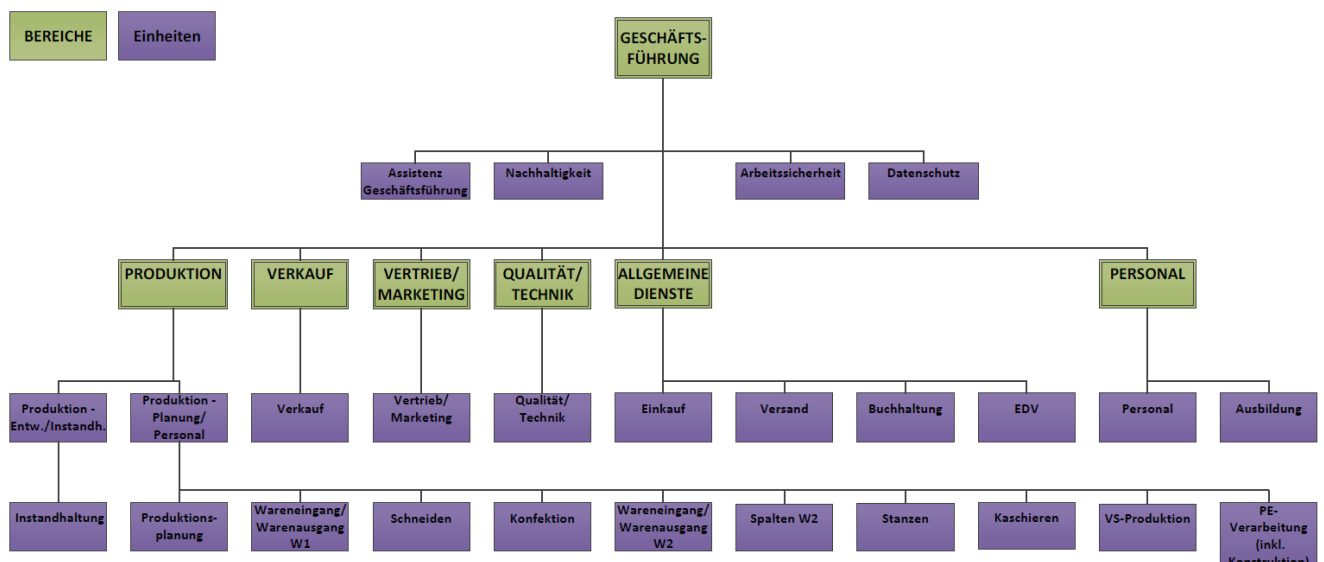 BEREICHE
Einheiten
GESCHÄFTS-
FÜHRUNG
Assistenz
Geschäftsführung
Nachhaltigkeit
Arbeitssicherheit
Datenschutz
PRODUKTION
VERKAUF
VERTRIEB/
MARKETING
QUALITÄT/
TECHNIK
ALLGEMEINE
DIENSTE
PERSONAL
Produktion -
Entw./Instandh.
Produktion -
Planung/
Personal
Verkauf
Vertrieb/
Marketing
Qualität/
Technik
Einkauf
Versand
Buchhaltung
EDV
Personal
Ausbildung
Instandhaltung
Produktions-
planung
Wareneingang/
Warenausgang
W1
Schneiden
Konfektion
Wareneingang/
Warenausgang
W2
Spalten W2
Stanzen
Kaschieren
VS-Produktion
PE-
Verarbeitung
(inkl.
Konstruktion)